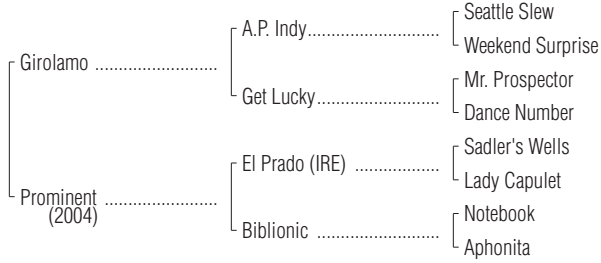 Seattle Slew
A.P. Indy..............................
Weekend Surprise
Girolamo ..........................
Mr. Prospector
Get Lucky............................
Dance Number
Sadler's Wells
El Prado (IRE) ..................
Lady Capulet
Prominent ........................
(2004)
Notebook
Biblionic ..........................
Aphonita